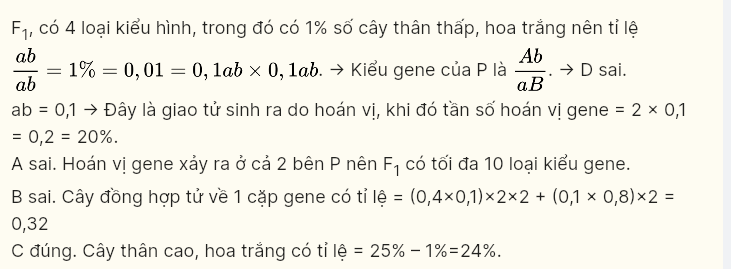 F₁, có 4 loại kiểu hình, trong đó có 1% số cây thân thấp, hoa trắng nên tỉ lệ
ab/ab = 1% = 0,01 = 0,1ab × 0,1ab. → Kiểu gene của P là Ab/aB. → D sai.
ab = 0,1 → Đây là giao tử sinh ra do hoán vị, khi đó tần số hoán vị gene = 2 × 0,1
= 0,2 = 20%.
A sai. Hoán vị gene xảy ra ở cả 2 bên P nên F₁ có tối đa 10 loại kiểu gene.
B sai. Cây đồng hợp tử về 1 cặp gene có tỉ lệ = (0,4×0,1)×2×2 + (0,1 × 0,8)×2 =
0,32
C đúng. Cây thân cao, hoa trắng có tỉ lệ = 25% – 1%=24%.